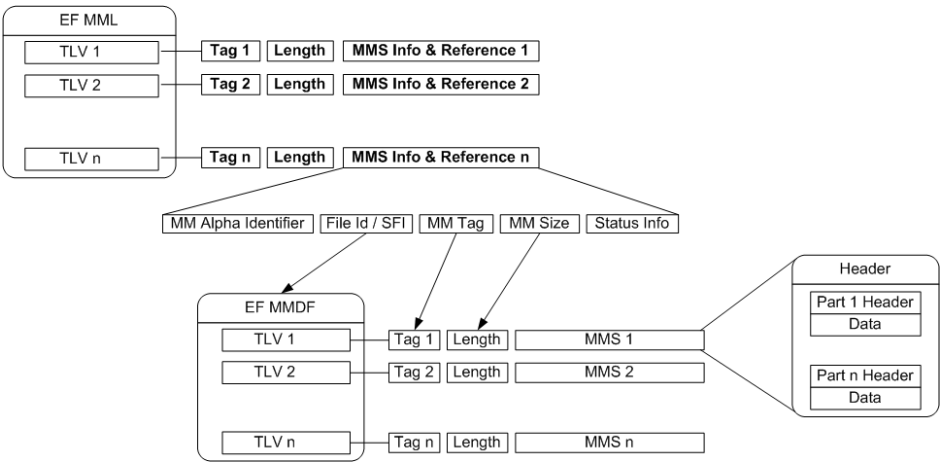 EF MML
TLV 1 Tag 1 Length MMS Info & Reference 1
TLV 2 Tag 2 Length MMS Info & Reference 2
TLV n Tag n Length MMS Info & Reference n
MM Alpha Identifier File Id / SFI MM Tag MM Size Status Info
EF MMDF
TLV 1 Tag 1 Length MMS 1
TLV 2 Tag 2 Length MMS 2
TLV n Tag n Length MMS n
Header
Part 1 Header
Data
Part n Header
Data